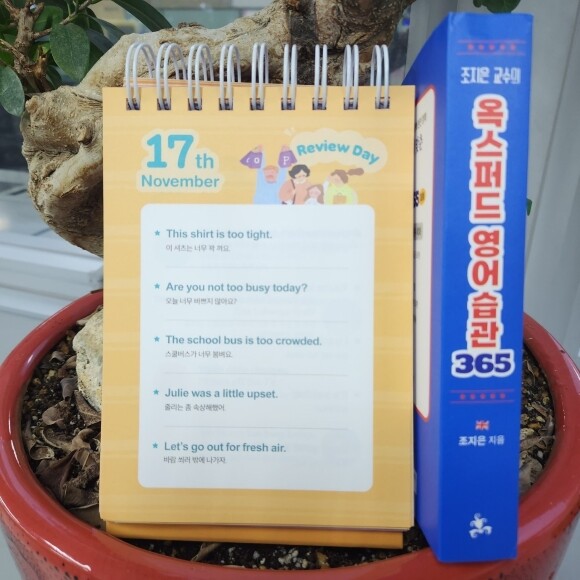 17th
November
Review Day
This shirt is too tight.
이 셔츠는 너무 꽉 껴요.
Are you not too busy today?
오늘 너무 바쁘지 않아요?
The school bus is too crowded.
스쿨버스가 너무 붐벼요.
Julie was a little upset.
줄리는 좀 속상해했어.
Let's go out for fresh air.
바람 쐬러 밖에 나가자.
조지은 교수의
옥스퍼드 영어 습관
365
조지은 지음